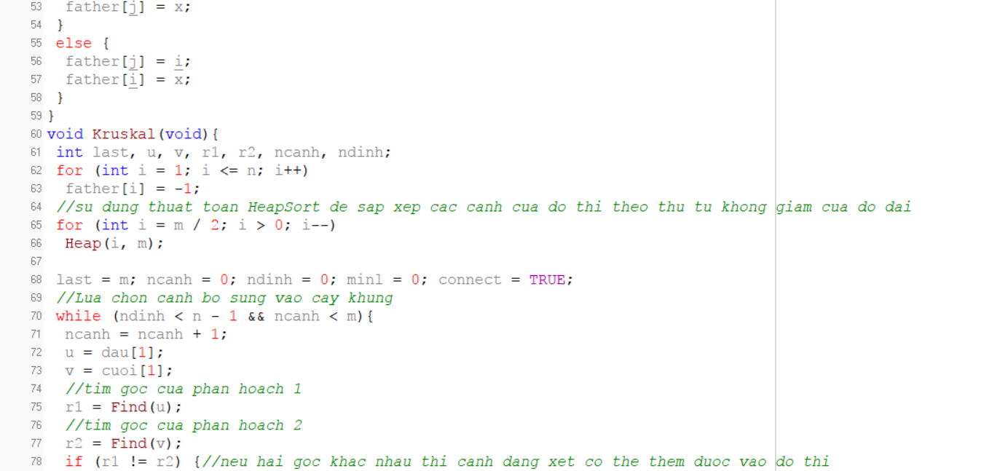 53 father[j] = x;
54 }
55 else {
56 father[j] = i;
57 father[i] = x;
58 }
59 }
60 void Kruskal(void){
61 int last, u, v, r1, r2, ncanh, ndinh;
62 for (int i = 1; i <= n; i++)
63 father[i] = -1;
64 //su dung thuat toan HeapSort de sap xep cac canh cua do thi theo thu tu khong giam cua do dai
65 for (int i = m / 2; i > 0; i--)
66 Heap(i, m);
67
68 last = m; ncanh = 0; ndinh = 0; minl = 0; connect = TRUE;
69 //Lua chon canh bo sung vao cay khung
70 while (ndinh < n - 1 && ncanh < m){
71 ncanh = ncanh + 1;
72 u = dau[1];
73 v = cuoi[1];
74 //tim goc cua phan hoach 1
75 r1 = Find(u);
76 //tim goc cua phan hoach 2
77 r2 = Find(v);
78 if (r1 != r2) {//neu hai goc khac nhau thi canh dang xet co the them duoc vao do thi